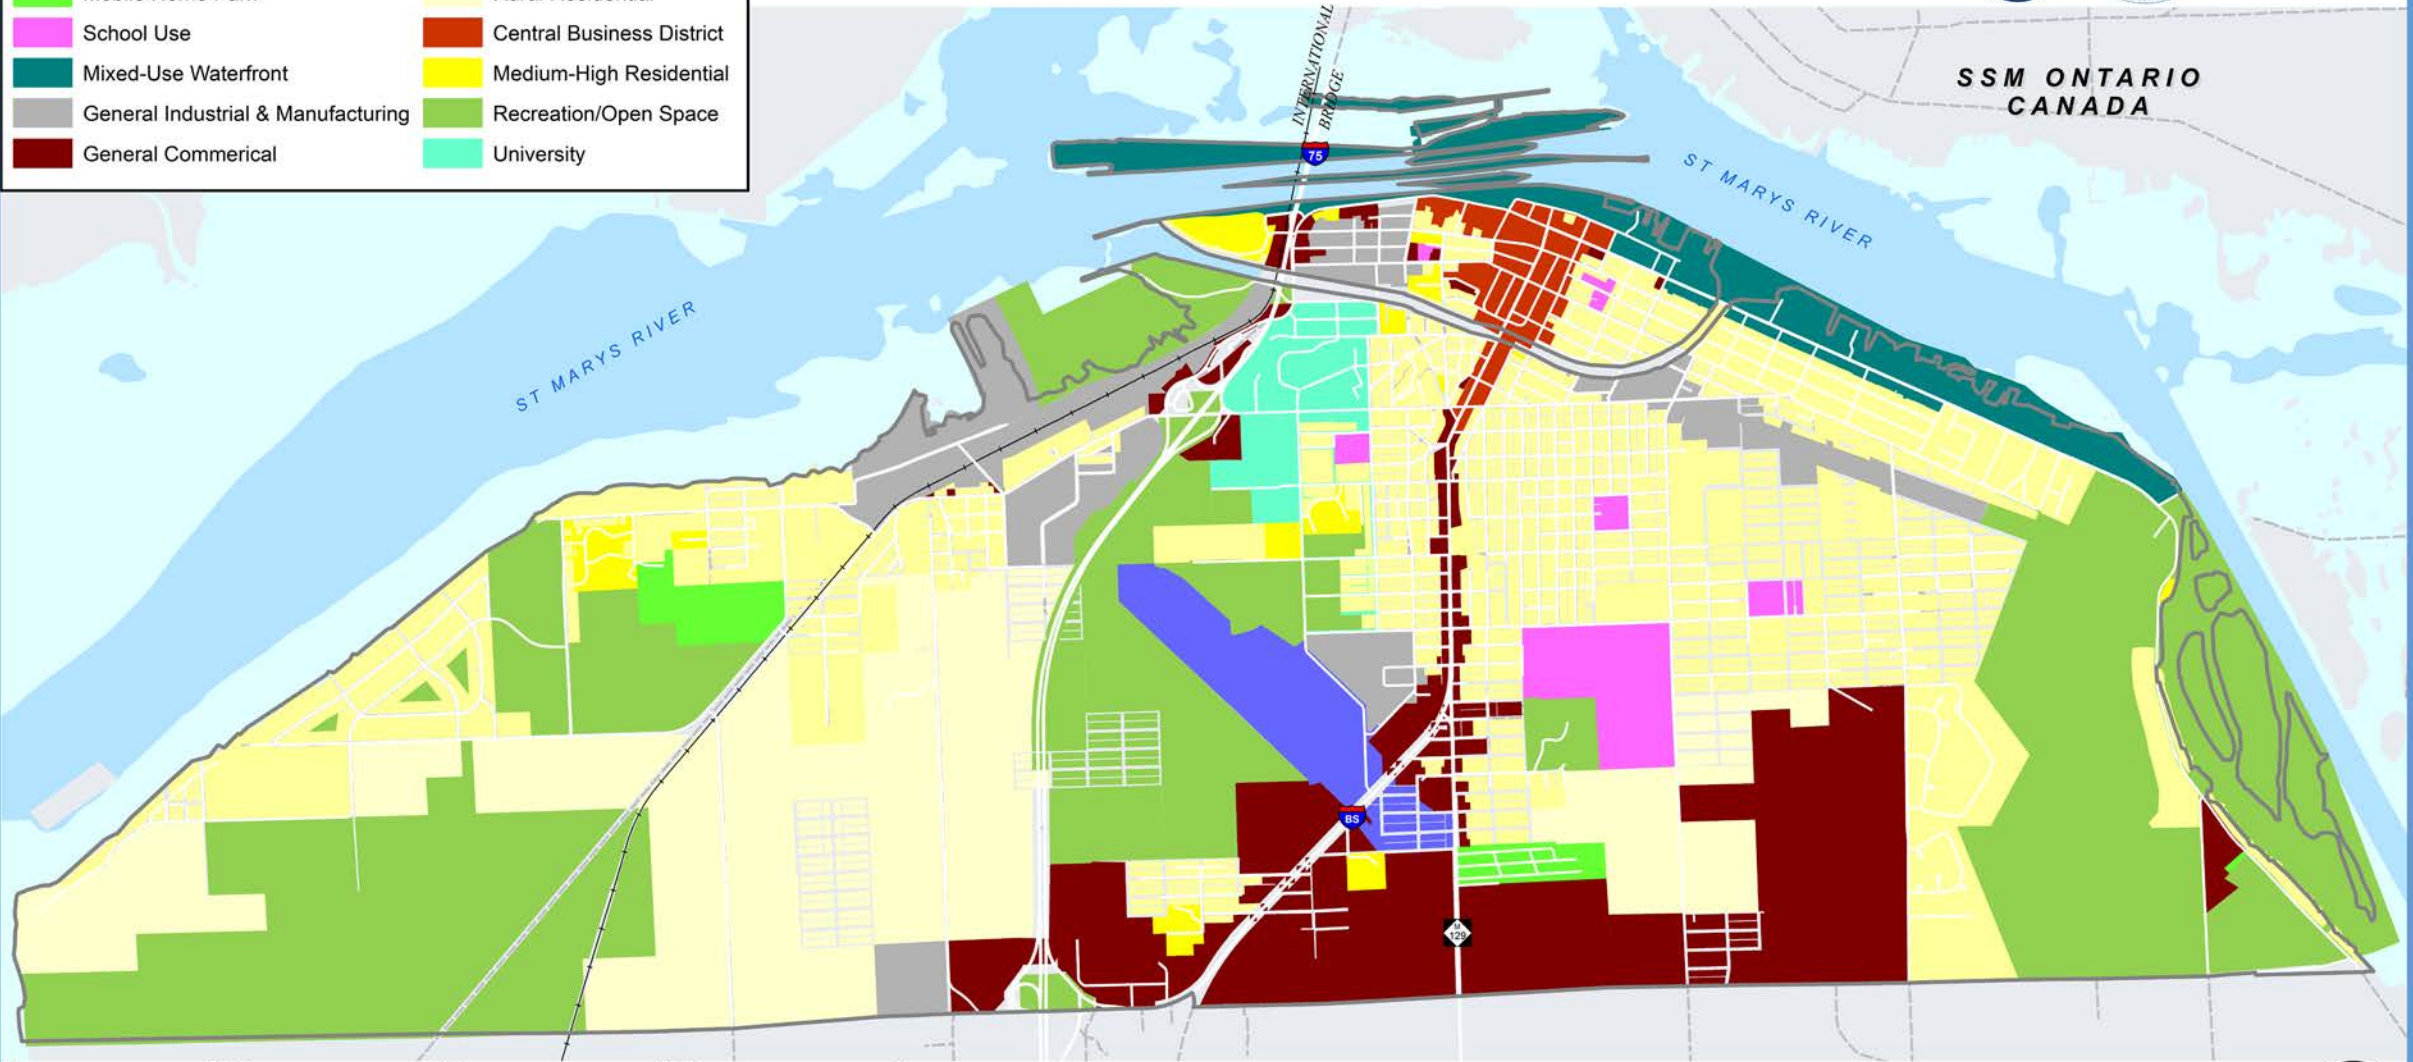 School Use
Central Business District
Mixed-Use Waterfront
Medium-High Residential
General Industrial & Manufacturing
Recreation/Open Space
General Commerical
University
INTERNATIONAL
BRIDGE
75
SSM ONTARIO
CANADA
ST MARYS RIVER
ST MARYS RIVER
BS
M
129